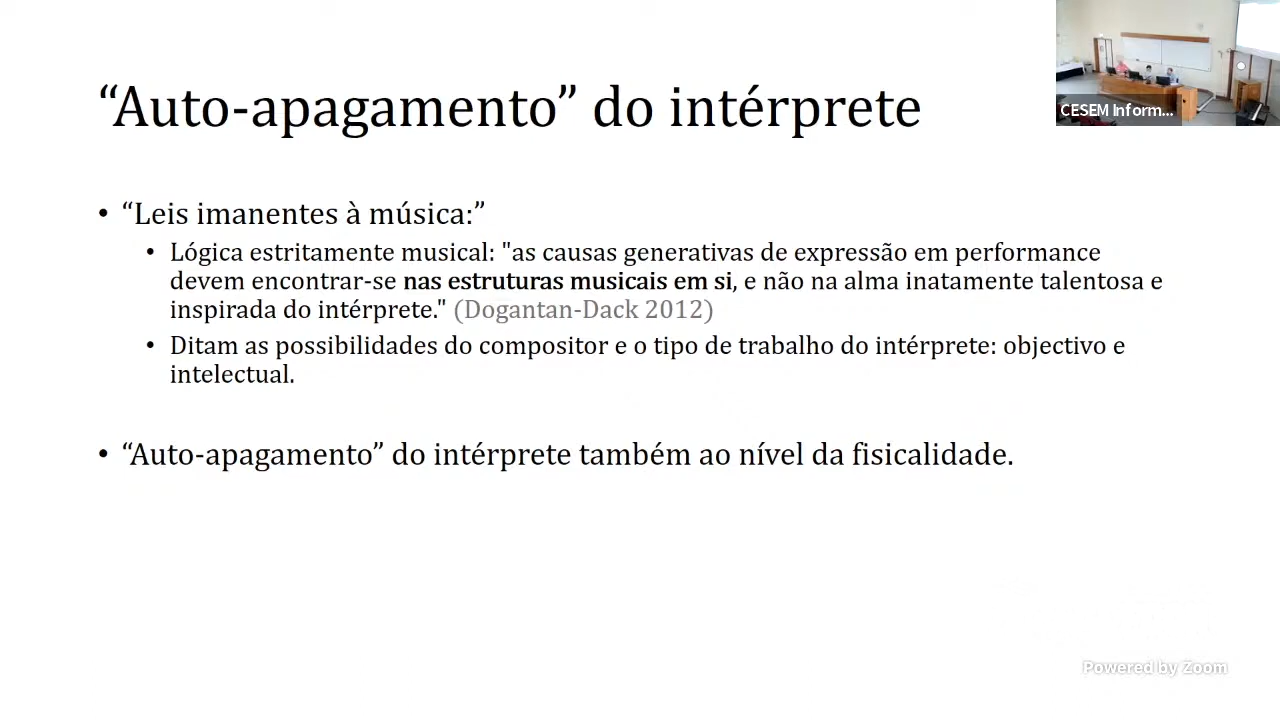 “Auto-apagamento” do intérprete
CESEM Inform...
• “Leis imanentes à música:”
• Lógica estritamente musical: "as causas generativas de expressão em performance
devem encontrar-se nas estruturas musicais em si, e não na alma inatamente talentosa e
inspirada do intérprete." (Dogantan-Dack 2012)
• Ditam as possibilidades do compositor e o tipo de trabalho do intérprete: objectivo e
intelectual.
• “Auto-apagamento” do intérprete também ao nível da fisicalidade.
Powered by Zoom